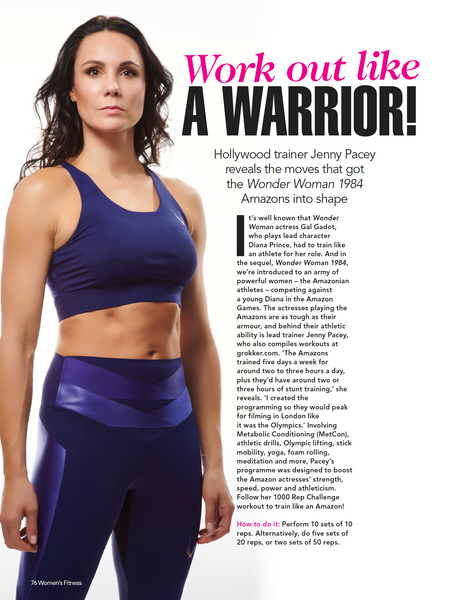 Work out like
A WARRIOR!
Hollywood trainer Jenny Pacey
reveals the moves that got
the Wonder Woman 1984
Amazons into shape
It's well known that Wonder
Woman actress Gal Gadot,
who plays lead character
Diana Prince, had to train like
an athlete for her role. And in
the sequel, Wonder Woman 1984,
we're introduced to an army of
powerful women – the Amazonian
athletes – competing against
a young Diana in the Amazon
Games. The actresses playing the
Amazons are as tough as their
armour, and behind their athletic
ability is lead trainer Jenny Pacey,
who also compiles workouts at
grokker.com. 'The Amazons
trained five days a week for
around two to three hours a day,
plus they'd have around two or
three hours of stunt training,' she
reveals. 'I created the
programming so they would peak
for filming in London like
it was the Olympics.' Involving
Metabolic Conditioning (MetCon),
athletic drills, Olympic lifting, stick
mobility, yoga, foam rolling,
meditation and more, Pacey's
programme was designed to boost
the Amazon actresses' strength,
speed, power and athleticism.
Follow her 1000 Rep Challenge
workout to train like an Amazon!
How to do it: Perform 10 sets of 10
reps. Alternatively, do five sets of
20 reps, or two sets of 50 reps.
76 Women's Fitness